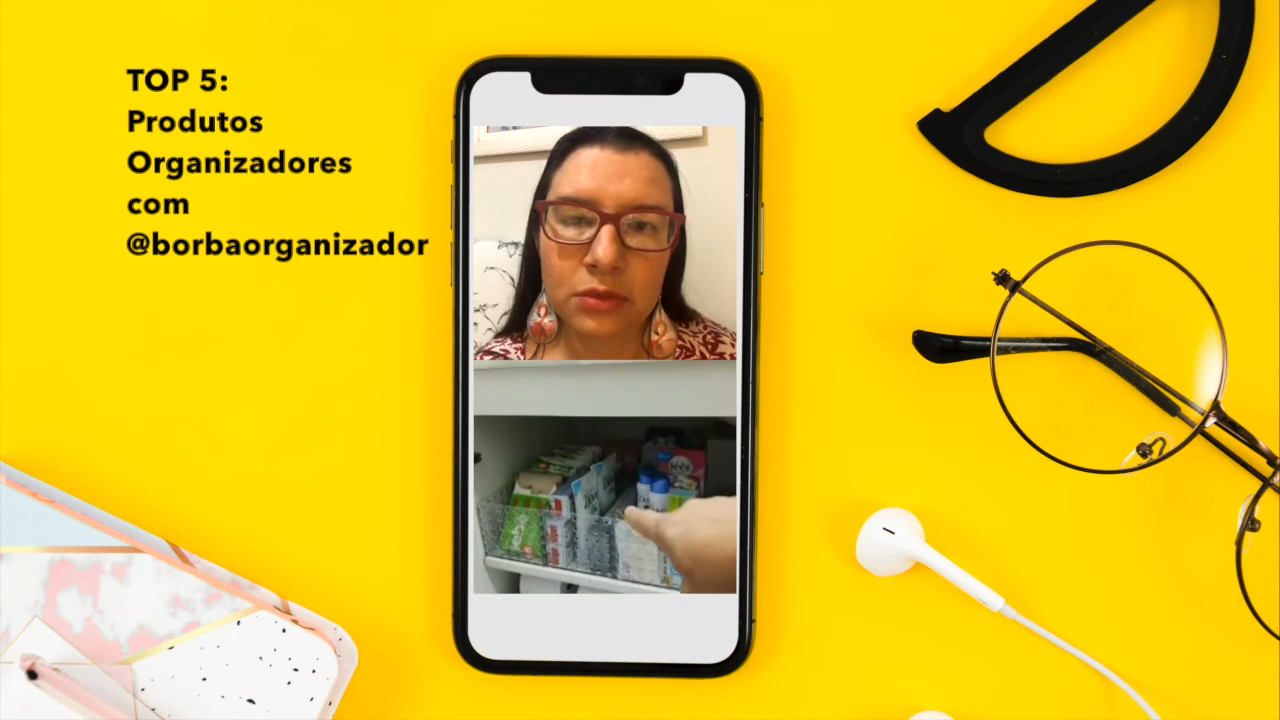 TOP 5:
Produtos
Organizadores
com
@borbaorganizador